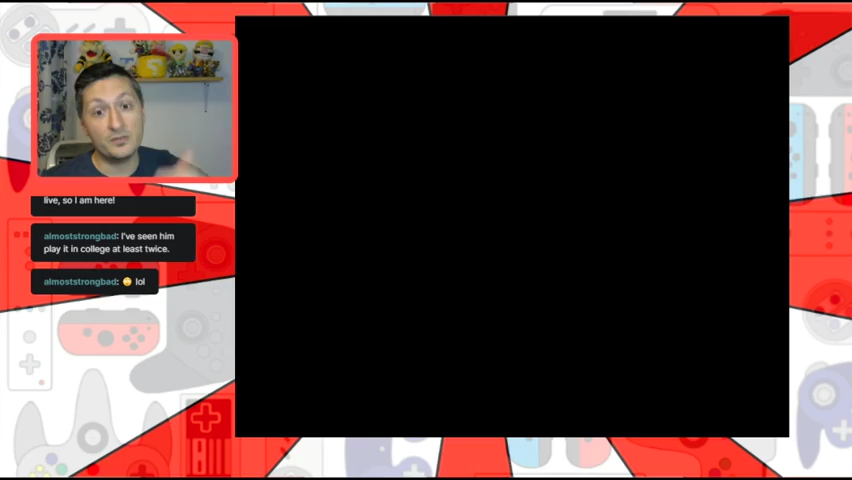 live, so I am here!
almoststrongbad: I've seen him
play it in college at least twice.
almoststrongbad: 🙄 lol